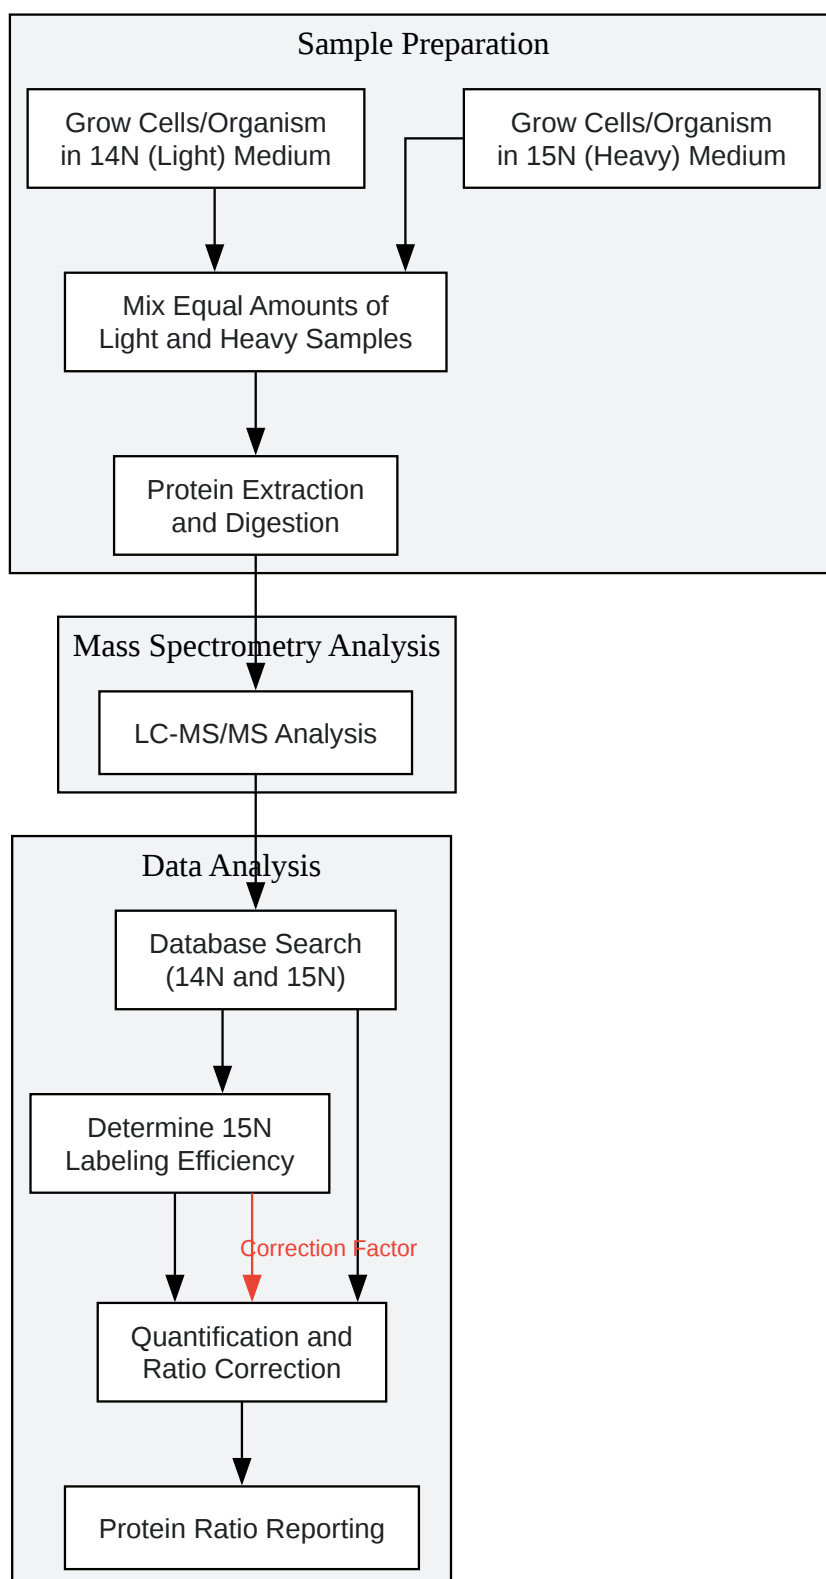 Sample Preparation
Grow Cells/Organism
in 14N (Light) Medium
Grow Cells/Organism
in 15N (Heavy) Medium
Mix Equal Amounts of
Light and Heavy Samples
Protein Extraction
and Digestion
Mass Spectrometry Analysis
LC-MS/MS Analysis
Data Analysis
Database Search
(14N and 15N)
Determine 15N
Labeling Efficiency
Correction Factor
Quantification and
Ratio Correction
Protein Ratio Reporting